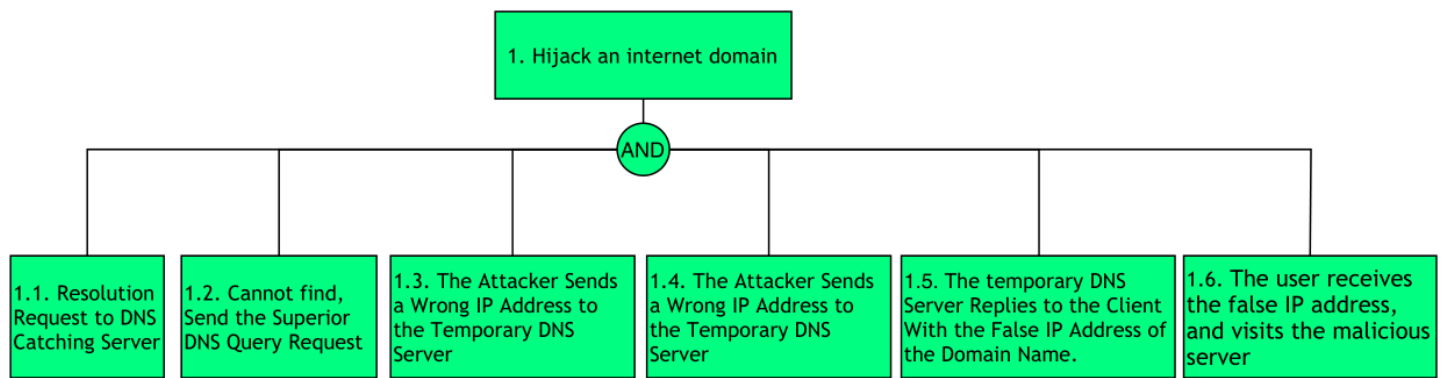 1. Hijack an internet domain
AND
1.1. Resolution
Request to DNS
Catching Server
1.2. Cannot find,
Send the Superior
DNS Query Request
1.3. The Attacker Sends
a Wrong IP Address to
the Temporary DNS
Server
1.4. The Attacker Sends
a Wrong IP Address to
the Temporary DNS
Server
1.5. The temporary DNS
Server Replies to the Client
With the False IP Address of
the Domain Name.
1.6. The user receives
the false IP address,
and visits the malicious
server